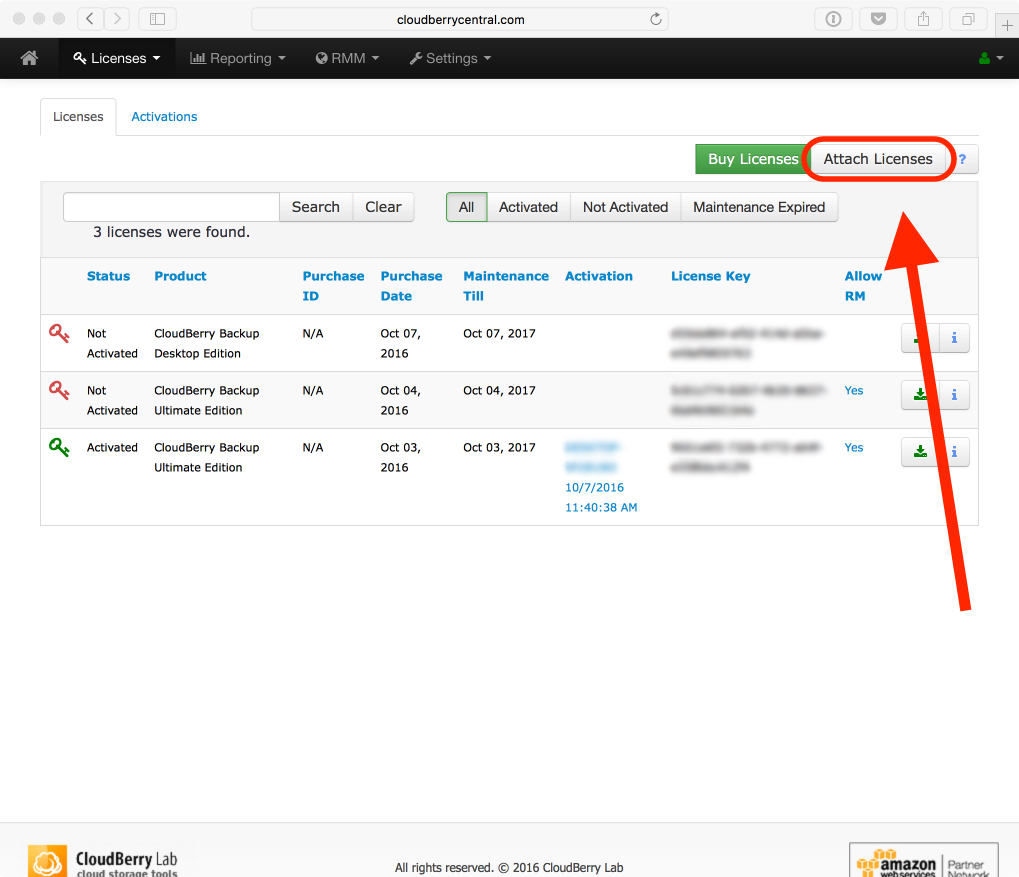 cloudberrycentral.com
Licenses Reporting RMM Settings
Licenses Activations
Buy Licenses Attach Licenses ?
Search Clear All Activated Not Activated Maintenance Expired
3 licenses were found.
Status Product Purchase Purchase Maintenance Activation License Key Allow
ID Date Till RM
Not CloudBerry Backup N/A Oct 07, Oct 07, 2017
Activated Desktop Edition 2016
Not CloudBerry Backup N/A Oct 04, Oct 04, 2017 Yes
Activated Ultimate Edition 2016
Activated CloudBerry Backup N/A Oct 03, Oct 03, 2017 Yes
Ultimate Edition 2016
10/7/2016
11:40:38 AM
CloudBerry Lab
cloud storage tools
All rights reserved. © 2016 CloudBerry Lab
amazon
web services
Partner
Network